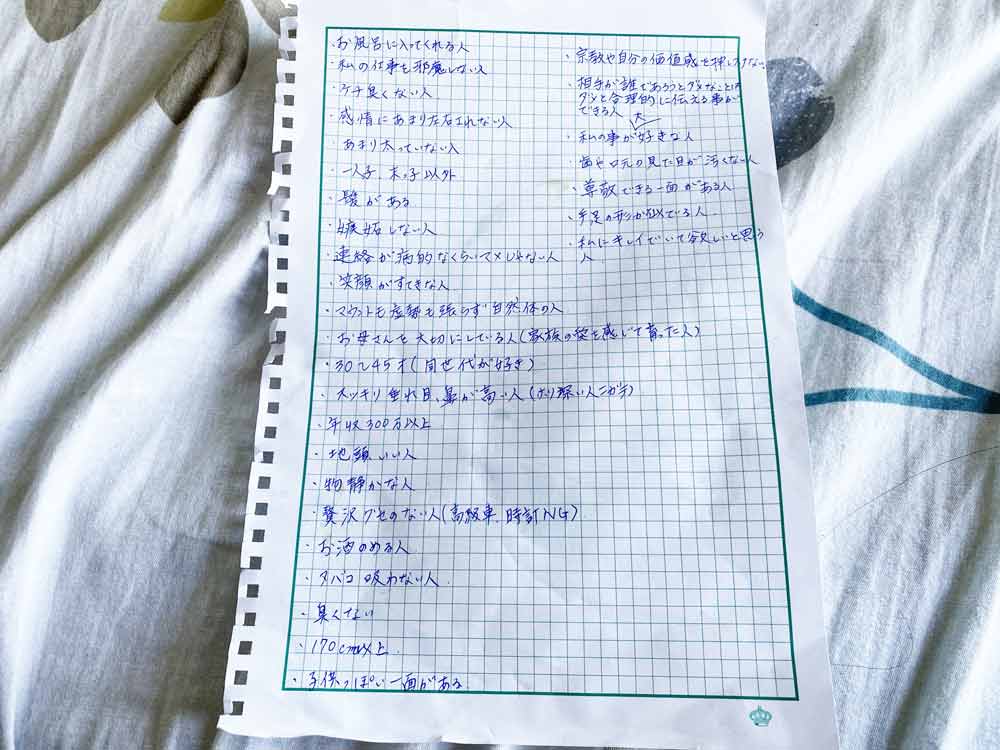 ・お風呂に入ってくれる人
・私の仕事を邪魔しない人
・ケチ臭くない人
・感情にあまり左右されない人
・あまり太っていない人
・一人子、末っ子以外
・髪がある
・嫉妬しない人
・連絡が病的なくらいマメじゃない人
・笑顔がすてきな人
・マウントも虚勢も張らず自然体の人
・お母さんを大切にしている人(家族の愛を感じて育った人)
・30〜45才(同世代が好き)
・スッキリ垂れ目、鼻が高い人(ホリ深い人ニガテ)
・年収300万以上
・地頭いい人
・物静かな人
・贅沢グセのない人(高級車、時計NG)
・お酒のめる人
・タバコ吸わない人
・臭くない
・170cm以上
・子供っぽい一面がある
・宗教や自分の価値感を押しつけない
・相手が誰であろうとダメなことは
ダメと合理的に伝える事が
できる人
・私の事が大好きな人
・歯や口元の見た目が汚くない人
・尊敬できる一面がある人
・手足の形が似ている人
・私にキレイでいて欲しいと思う
人